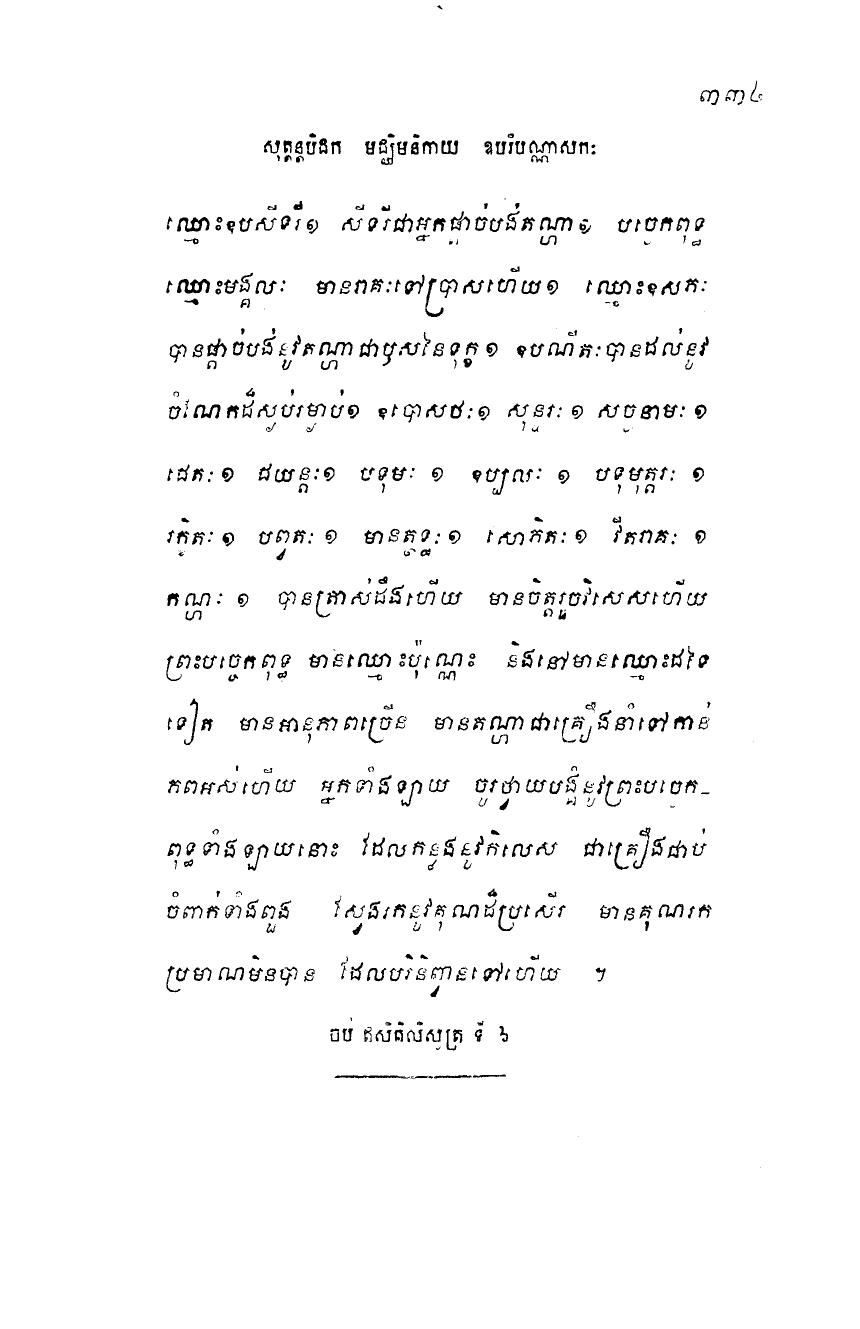 ៣៣៤
សុត្តន្តបិដក មជ្ឈិមនិកាយ ឧបរិបណ្ណាសកៈ
ឈ្មោះឧបសីទរី១ សីទរីជាអ្នកផ្តាច់បង់តណ្ហា១ បច្ចេកពុទ្ធ
ឈ្មោះមង្គលៈ មានរាគៈទៅប្រាសហើយ១ ឈ្មោះឧសភៈ
បានផ្តាច់បង់នូវតណ្ហាជាឫសនៃទុក្ខ១ ឧបណីតៈបានដល់នូវ
ចំណែកដ៏ស្ងប់រម្ងាប់១ ឧបោសថៈ១ សុន្ទរៈ១ សច្ចនាមៈ១
ជេតៈ១ ជយន្តៈ១ បទុមៈ ១ ឧប្បលៈ ១ បទុមុត្តរៈ ១
រក្ខិតៈ ១ បព្វតៈ ១ មានត្ថទ្ធៈ១ សោភិតៈ១ វីតរាគៈ ១
កណ្ហៈ ១ បានត្រាស់ដឹងហើយ មានចិត្តរួចវិសេសហើយ
ព្រះបច្ចេកពុទ្ធ មានឈ្មោះប៉ុណ្ណេះ និងនៅមានឈ្មោះដទៃ
ទៀត មានអានុភាពច្រើន មានតណ្ហាជាគ្រឿងនាំទៅកាន់
ភពអស់ហើយ អ្នកទាំងឡាយ ចូរថ្វាយបង្គំនូវព្រះបច្ចេក-
ពុទ្ធទាំងឡាយនោះ ដែលកន្លងនូវកិលេស ជាគ្រឿងជាប់
ចំពាក់ទាំងពួង ស្វែងរកនូវគុណដ៏ប្រសើរ មានគុណរក
ប្រមាណមិនបាន ដែលបរិនិព្វានទៅហើយ ។
ចប់ ឥសិគិលិសូត្រ ទី ៦